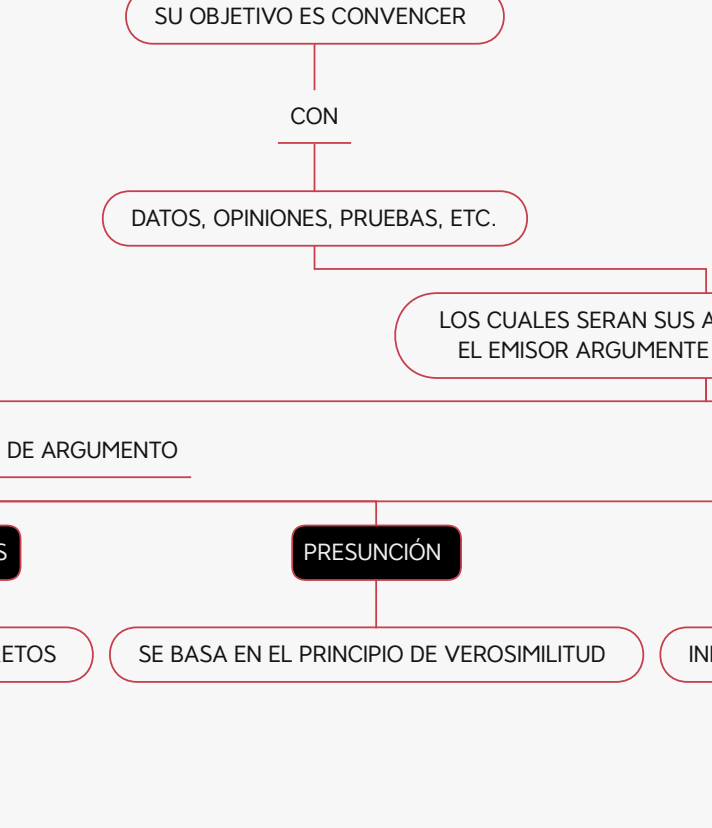 SU OBJETIVO ES CONVENCER
CON
DATOS, OPINIONES, PRUEBAS, ETC.
LOS CUALES SERAN SUS
EL EMISOR ARGUMENTE
DE ARGUMENTO
PRESUNCIÓN
SE BASA EN EL PRINCIPIO DE VEROSIMILITUD